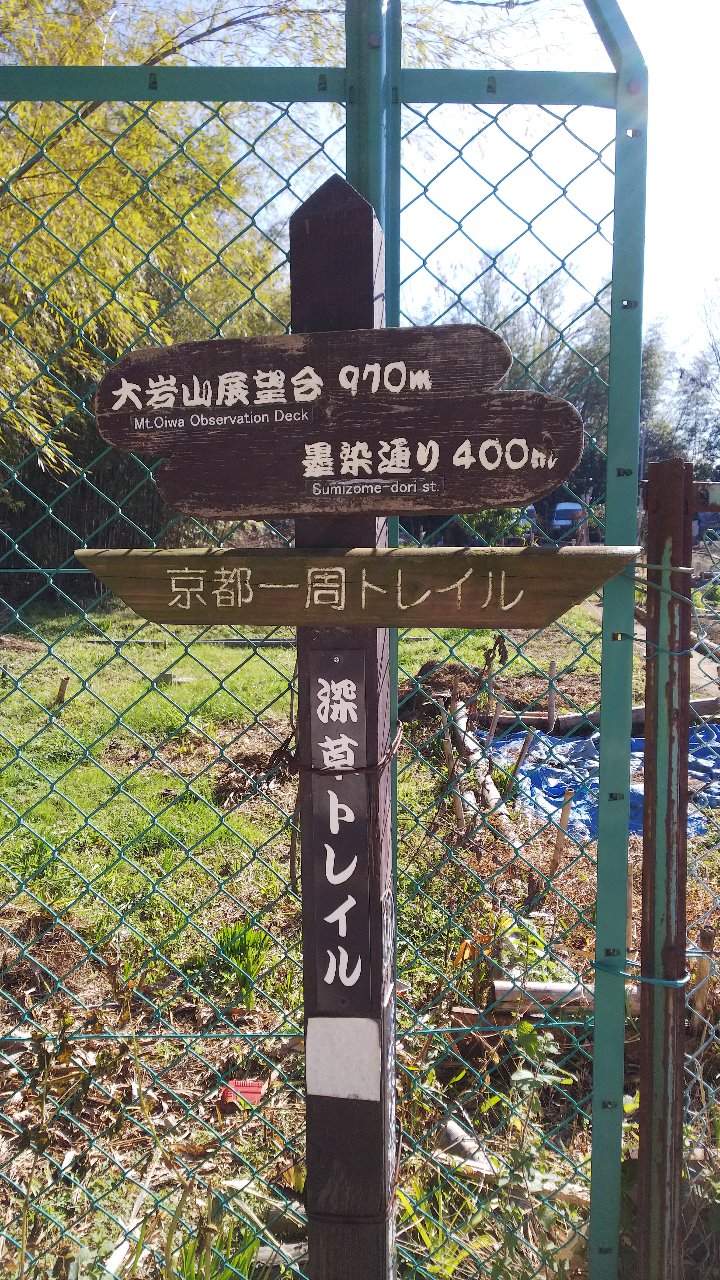 大岩山展望台 970m
Mt.Oiwa Observation Deck
墨染通り 400m
Sumizome-dori st.
京都一周トレイル
深草トレイル